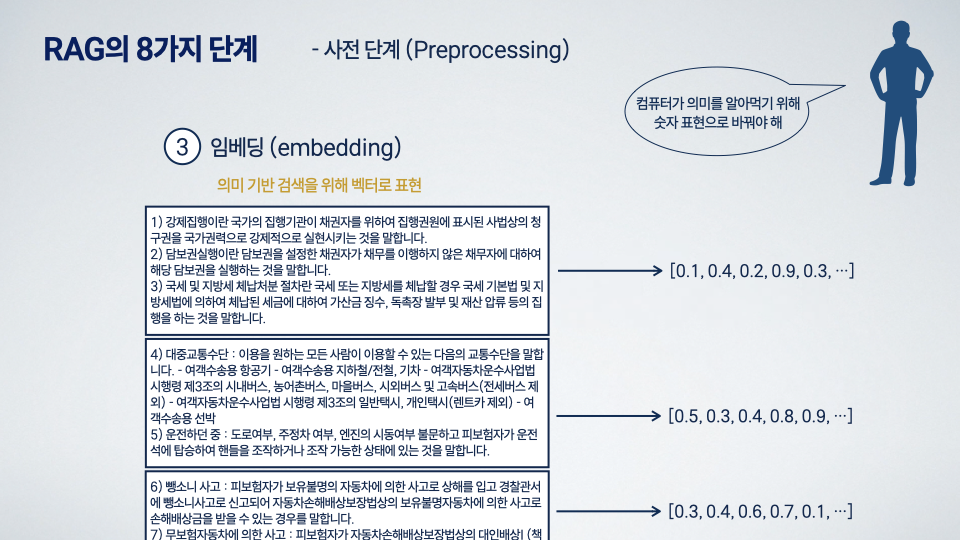 RAG의 8가지 단계
- 사전 단계 (Preprocessing)
컴퓨터가 의미를 알아먹기 위해
숫자 표현으로 바꿔야 해
3 임베딩 (embedding)
의미 기반 검색을 위해 벡터로 표현
1) 강제집행이란 국가의 집행기관이 채권자를 위하여 집행권원에 표시된 사법상의 청
구권을 국가권력으로 강제적으로 실현시키는 것을 말합니다.
2) 담보권실행이란 담보권을 설정한 채권자가 채무를 이행하지 않은 채무자에 대하여
해당 담보권을 실행하는 것을 말합니다.
3) 국세 및 지방세 체납처분 절차란 국세 또는 지방세를 체납할 경우 국세 기본법 및 지
방세법에 의하여 체납된 세금에 대하여 가산금 징수, 독촉장 발부 및 재산 압류 등의 집
행을 하는 것을 말합니다.
[0.1, 0.4, 0.2, 0.9, 0.3, ⋯]
4) 대중교통수단 : 이용을 원하는 모든 사람이 이용할 수 있는 다음의 교통수단을 말합
니다. - 여객수송용 항공기 - 여객수송용 지하철/전철, 기차 - 여객자동차운수사업법
시행령 제3조의 시내버스, 농어촌버스, 마을버스, 시외버스 및 고속버스(전세버스 제
외) - 여객자동차운수사업법 시행령 제3조의 일반택시, 개인택시(렌트카 제외) - 여
객수송용 선박
5) 운전하던 중 : 도로여부, 주정차 여부, 엔진의 시동여부 불문하고 피보험자가 운전
석에 탑승하여 핸들을 조작하거나 조작 가능한 상태에 있는 것을 말합니다.
[0.5, 0.3, 0.4, 0.8, 0.9, ⋯]
6) 뺑소니 사고 : 피보험자가 보유불명의 자동차에 의한 사고로 상해를 입고 경찰관서
에 뺑소니사고로 신고되어 자동차손해배상보장법상의 보유불명자동차에 의한 사고로
손해배상금을 받을 수 있는 경우를 말합니다.
7) 무보험자동차에 의한 사고 : 피보험자가 자동차손해배상보장법상의 대인배상I (책
[0.3, 0.4, 0.6, 0.7, 0.1, ⋯]